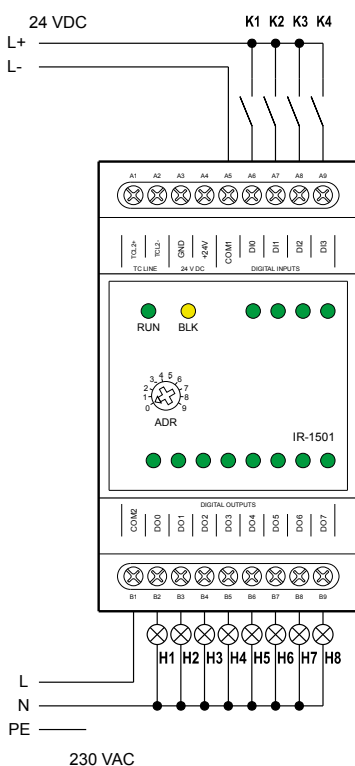 24 VDC K1 K2 K3 K4
L+
L-
A1 A2 A3 A4 A5 A6 A7 A8 A9
TCL2+ TCL2- GND +24V COM1 DI0 DI1 DI2 DI3
TC LINE 24 V DC DIGITAL INPUTS
RUN BLK
0 1 2 3 4 5 6 7 8 9
ADR
IR-1501
DIGITAL OUTPUTS
COM2 DO0 DO1 DO2 DO3 DO4 DO5 DO6 DO7
B1 B2 B3 B4 B5 B6 B7 B8 B9
H1 H2 H3 H4 H5 H6 H7 H8
L
N
PE
230 VAC